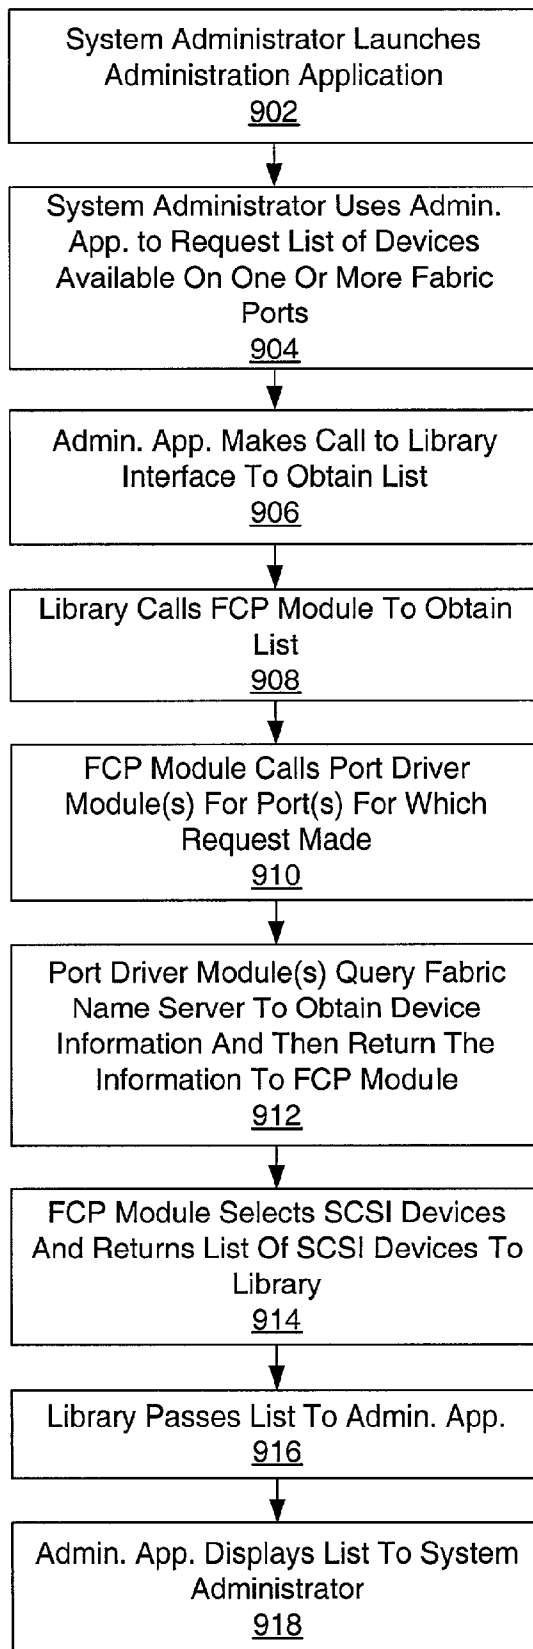 System Administrator Launches
Administration Application
902
System Administrator Uses Admin.
App. to Request List of Devices
Available On One Or More Fabric
Ports
904
Admin. App. Makes Call to Library
Interface To Obtain List
906
Library Calls FCP Module To Obtain
List
908
FCP Module Calls Port Driver
Module(s) For Port(s) For Which
Request Made
910
Port Driver Module(s) Query Fabric
Name Server To Obtain Device
Information And Then Return The
Information To FCP Module
912
FCP Module Selects SCSI Devices
And Returns List Of SCSI Devices To
Library
914
Library Passes List To Admin. App.
916
Admin. App. Displays List To System
Administrator
918